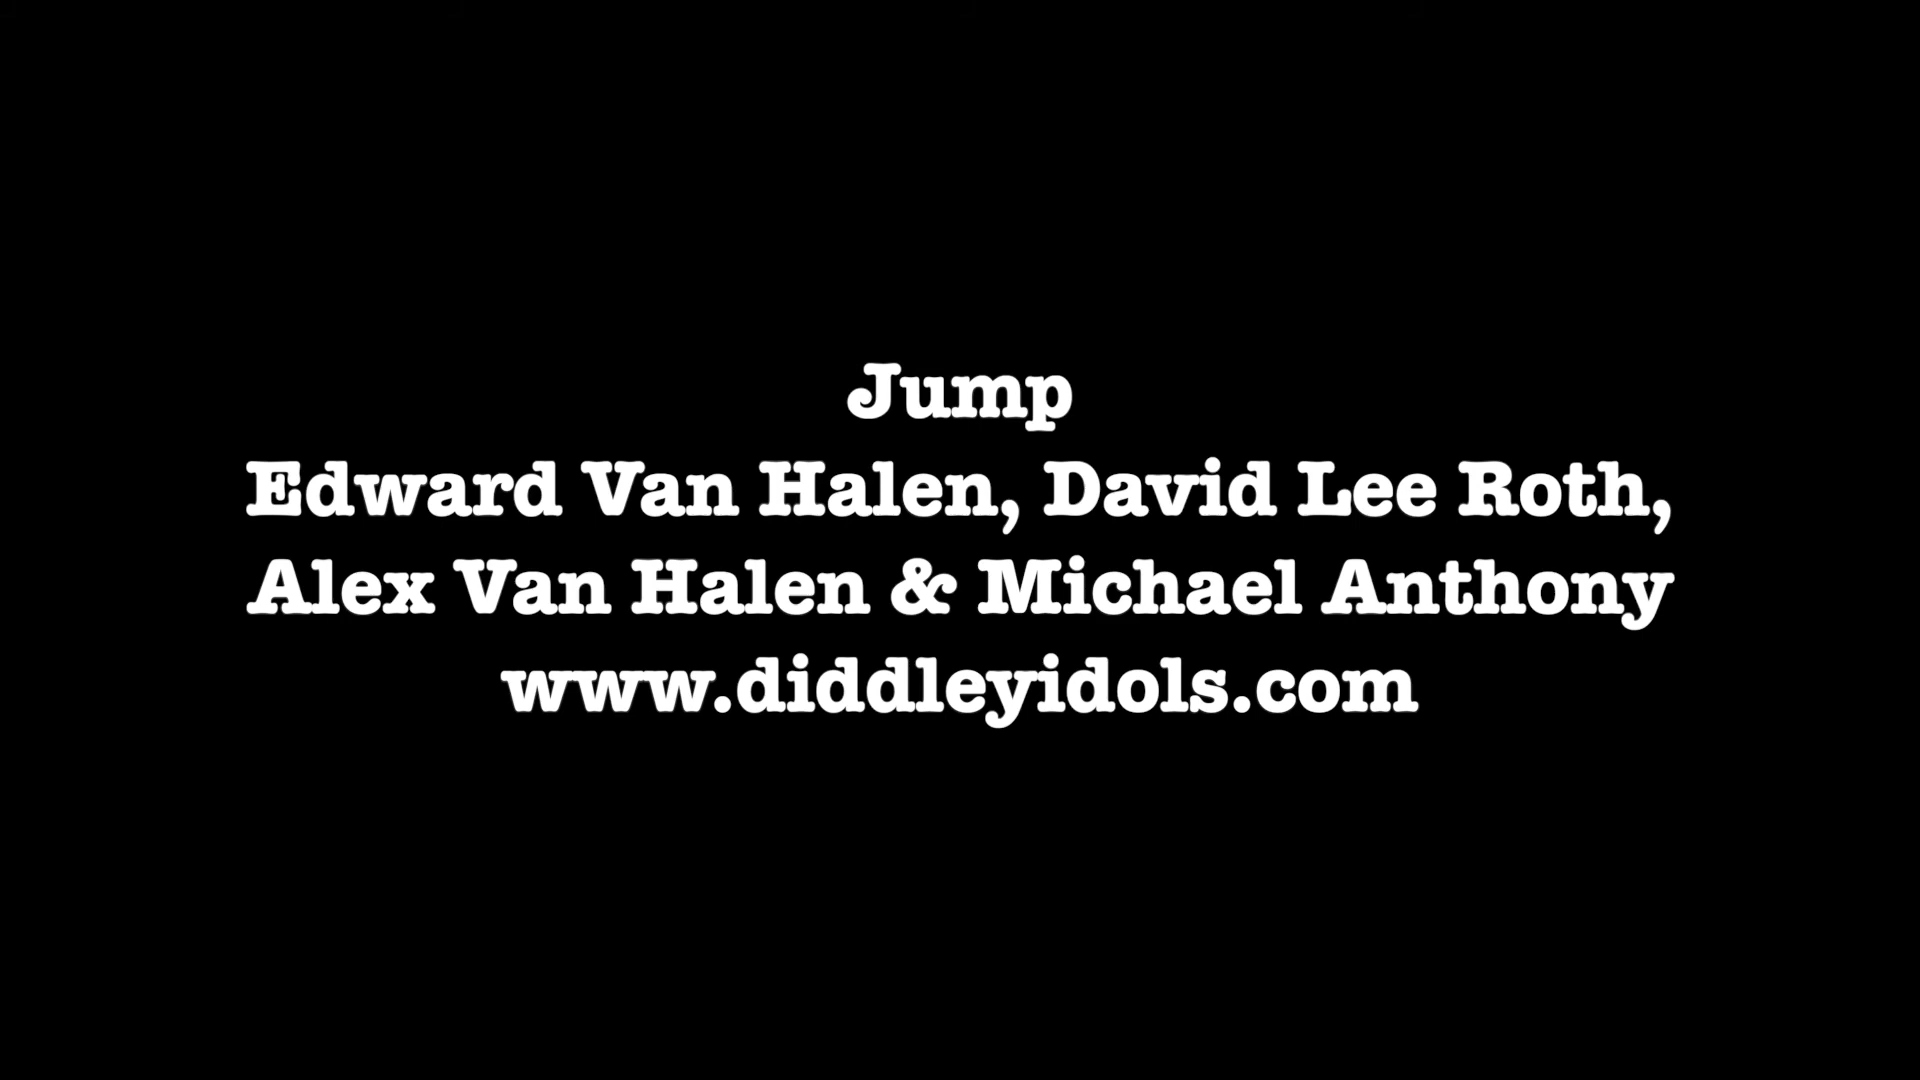 Jump
Edward Van Halen, David Lee Roth,
Alex Van Halen & Michael Anthony
www.diddleyidols.com